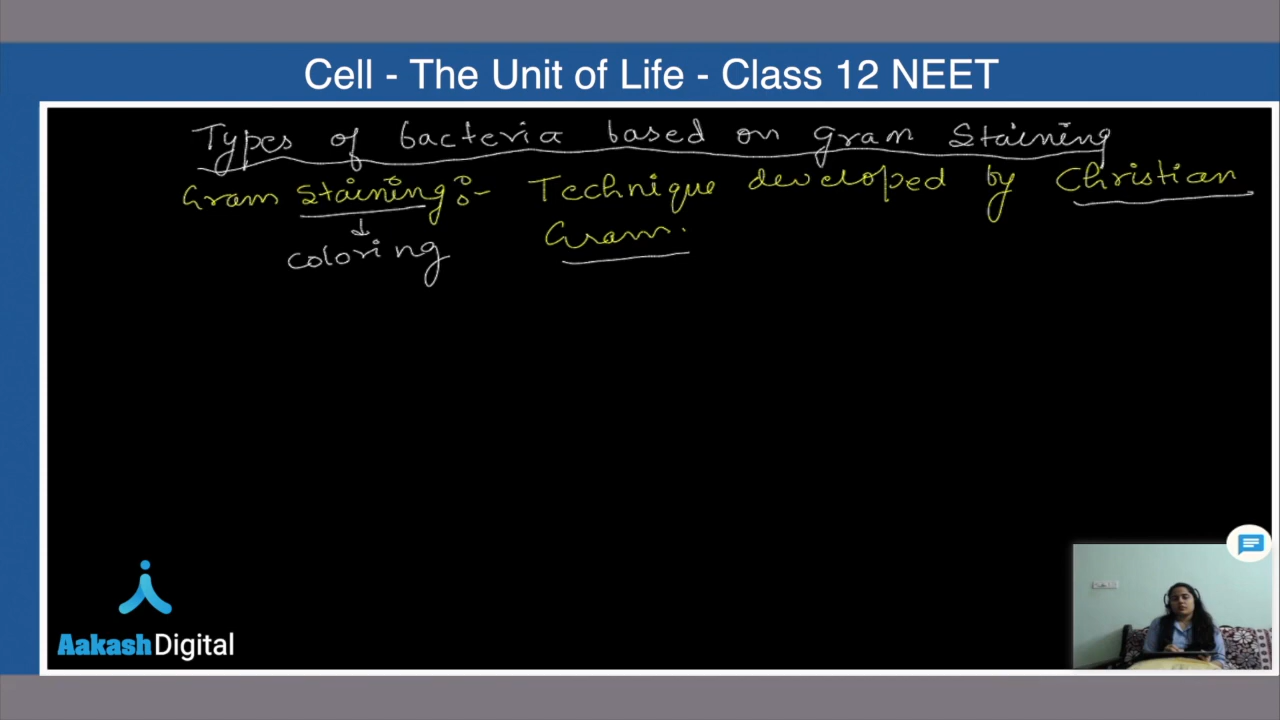 Cell - The Unit of Life - Class 12 NEET
Types of bacteria based on gram Staining
Gram Staining :- Technique developed by Christian
Gram.
↓
coloring
Aakash Digital